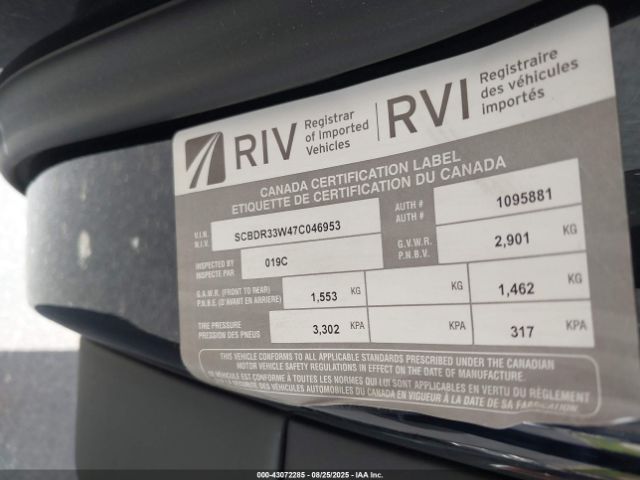 RIV Registrar of Imported Vehicles | RVI Registraire des véhicules importés
CANADA CERTIFICATION LABEL
ETIQUETTE DE CERTIFICATION DU CANADA
V.I.N. N.I.V. SCBDR33W47C046953 AUTH # AUTH # 1095881
INSPECTED BY INSPECTE PAR 019C G.V.W.R. P.N.B.V. 2,901 KG
G.A.W.R. (FRONT TO REAR) P.N.B.E. (D'AVANT EN ARRIERE) 1,553 KG KG 1,462 KG
TIRE PRESSURE PRESSION DES PNEUS 3,302 KPA KPA 317 KPA
THIS VEHICLE CONFORMS TO ALL APPLICABLE STANDARDS PRESCRIBED UNDER THE CANADIAN
MOTOR VEHICLE SAFETY REGULATIONS IN EFFECT ON THE DATE OF MANUFACTURE.
CE VÉHICULE EST CONFORME À TOUTES LES NORMES QUI LUI SONT APPLICABLES EN VERTU DU RÈGLEMENT
SUR LA SÉCURITÉ DES VÉHICULES AUTOMOBILES DU CANADA EN VIGUEUR À LA DATE DE SA FABRICATION.
000-43072285 - 08/25/2025 - IAA Inc.